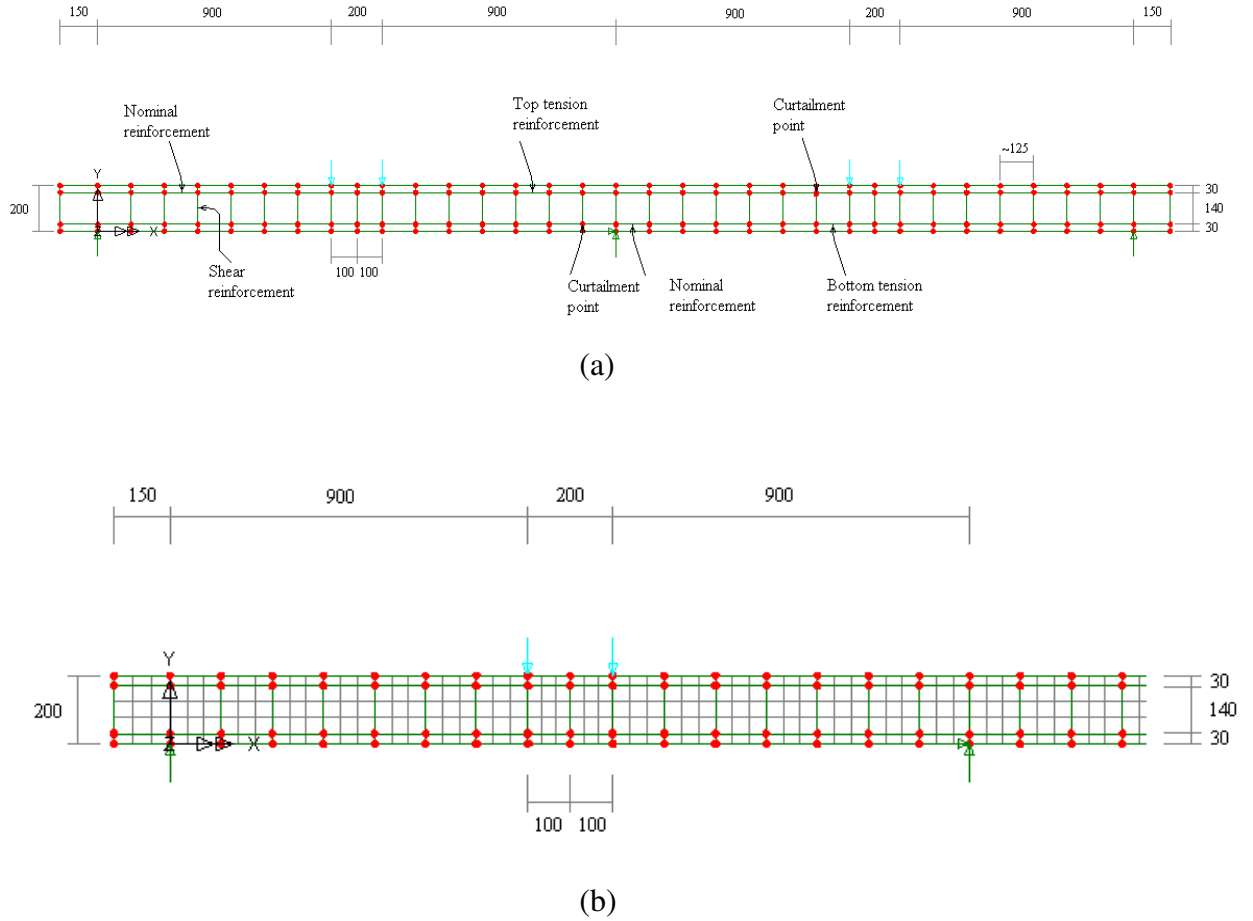 150 900 200 900 900 200 900 150
Nominal
reinforcement
Top tension
reinforcement
Curtailment
point
~125
Y
200
X
30
140
30
100 100
Shear
reinforcement
Curtailment
point
Nominal
reinforcement
Bottom tension
reinforcement
(a)
150 900 200 900
Y
200
X
30
140
30
100 100
(b)